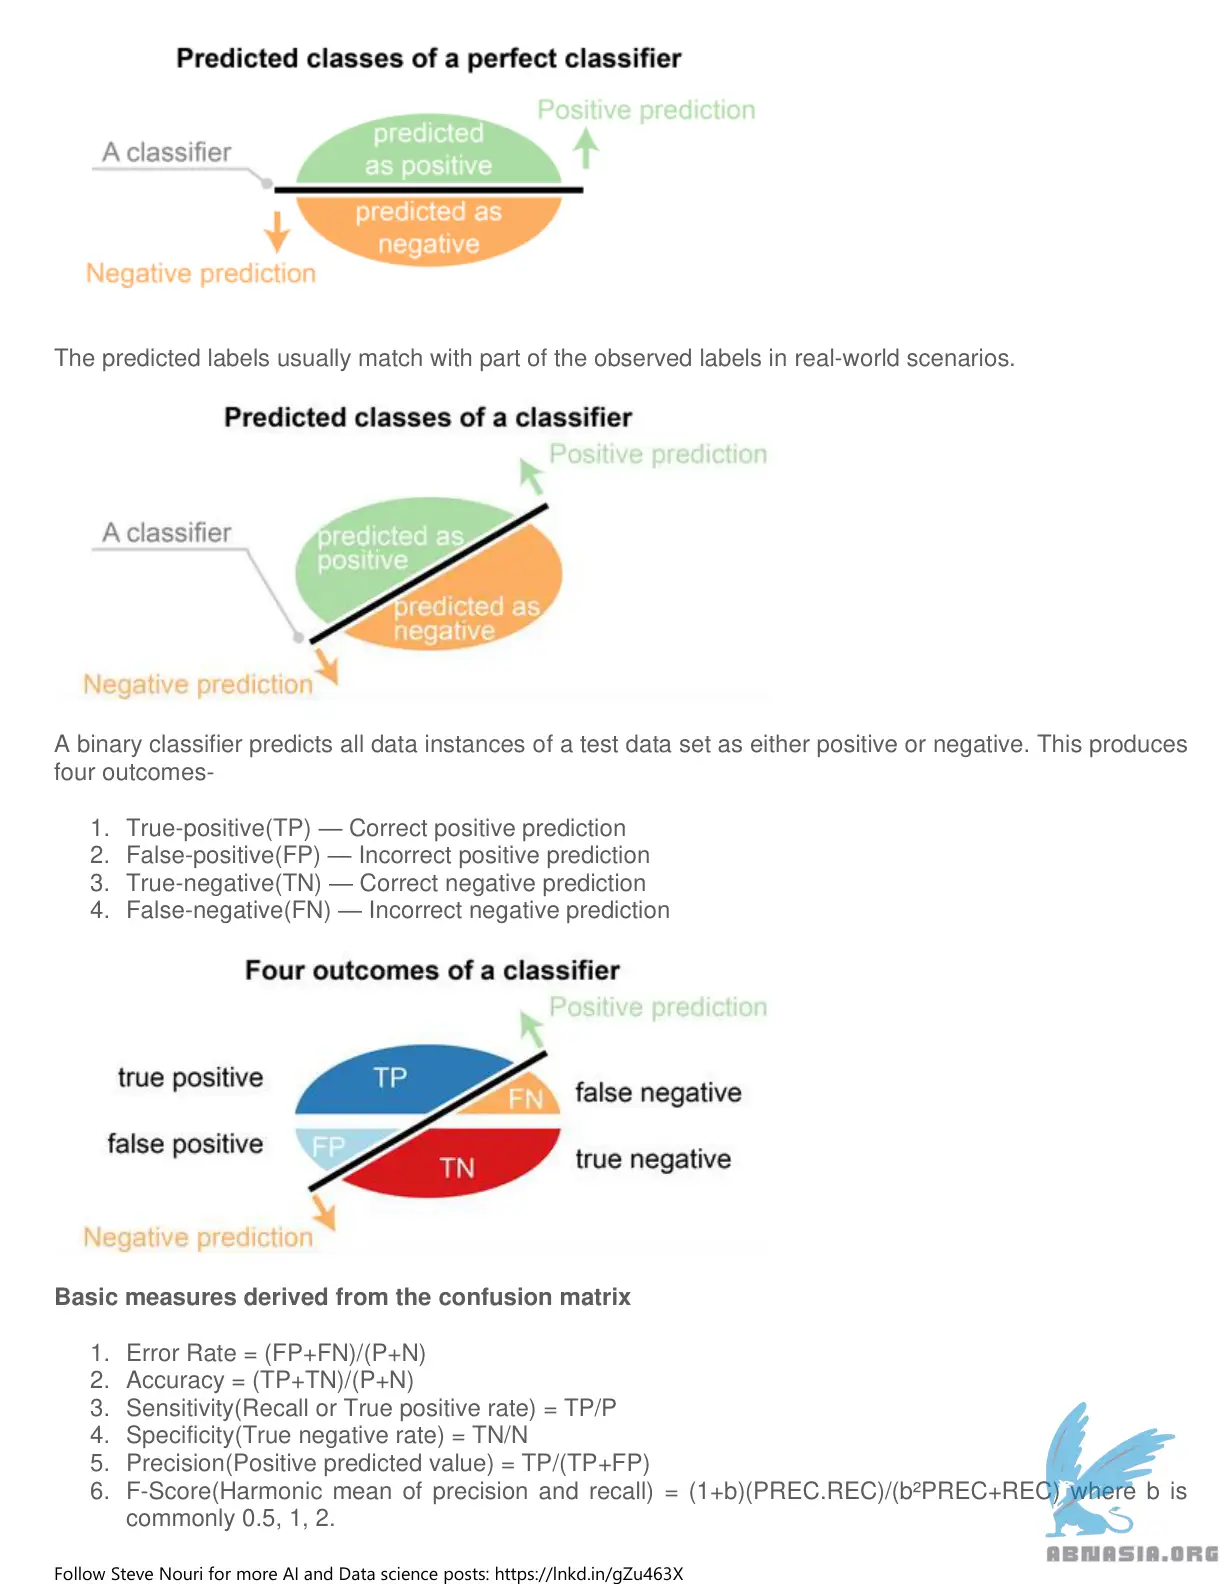 Predicted classes of a perfect classifier
Positive prediction
predicted
as positive
A classifier
predicted as
negative
Negative prediction
The predicted labels usually match with part of the observed labels in real-world scenarios.
Predicted classes of a classifier
Positive prediction
A classifier
predicted as
positive
predicted as
negative
Negative prediction
A binary classifier predicts all data instances of a test data set as either positive or negative. This produces
four outcomes-
1. True-positive(TP) — Correct positive prediction
2. False-positive(FP) — Incorrect positive prediction
3. True-negative(TN) — Correct negative prediction
4. False-negative(FN) — Incorrect negative prediction
Four outcomes of a classifier
Positive prediction
true positive
TP
FN
false negative
false positive
FP
TN
true negative
Negative prediction
Basic measures derived from the confusion matrix
1. Error Rate = (FP+FN)/(P+N)
2. Accuracy = (TP+TN)/(P+N)
3. Sensitivity(Recall or True positive rate) = TP/P
4. Specificity(True negative rate) = TN/N
5. Precision(Positive predicted value) = TP/(TP+FP)
6. F-Score(Harmonic mean of precision and recall) = (1+b)(PREC.REC)/(b²PREC+REC) where b is
commonly 0.5, 1, 2.
ABNASIA.ORG
Follow Steve Nouri for more AI and Data science posts: https://lnkd.in/gZu463X